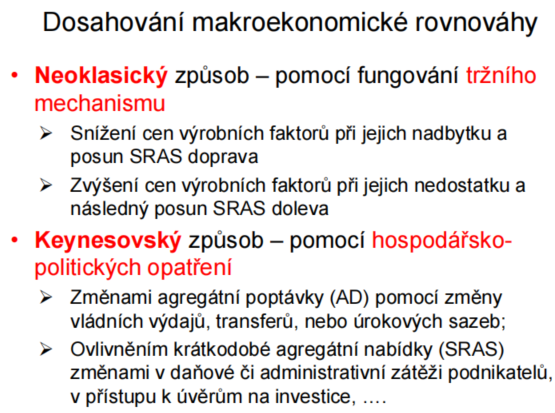 Dosahování makroekonomické rovnováhy
• Neoklasický způsob – pomocí fungování tržního
mechanismu
➢ Snížení cen výrobních faktorů při jejich nadbytku a
posun SRAS doprava
➢ Zvýšení cen výrobních faktorů při jejich nedostatku a
následný posun SRAS doleva
• Keynesovský způsob – pomocí hospodářsko-
politických opatření
➢ Změnami agregátní poptávky (AD) pomocí změny
vládních výdajů, transferů, nebo úrokových sazeb;
➢ Ovlivněním krátkodobé agregátní nabídky (SRAS)
změnami v daňové či administrativní zátěži podnikatelů,
v přístupu k úvěrům na investice, ….